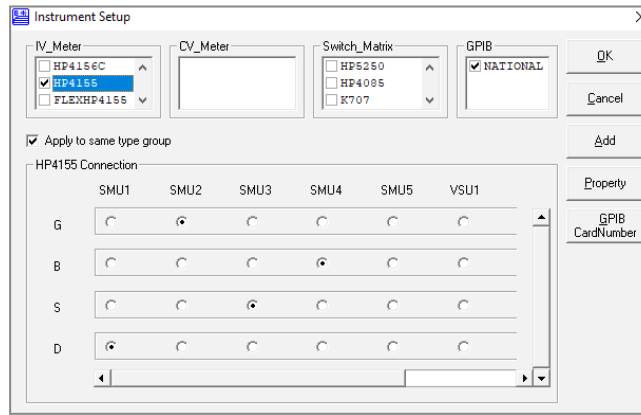 Instrument Setup
IV_Meter
HP4156C
HP4155
FLEXHP4155
CV_Meter
Switch_Matrix
HP5250
HP4085
K707
GPIB
NATIONAL
OK
Cancel
Add
Property
GPIB
CardNumber
Apply to same type group
HP4155 Connection
SMU1 SMU2 SMU3 SMU4 SMU5 VSU1
G
B
S
D